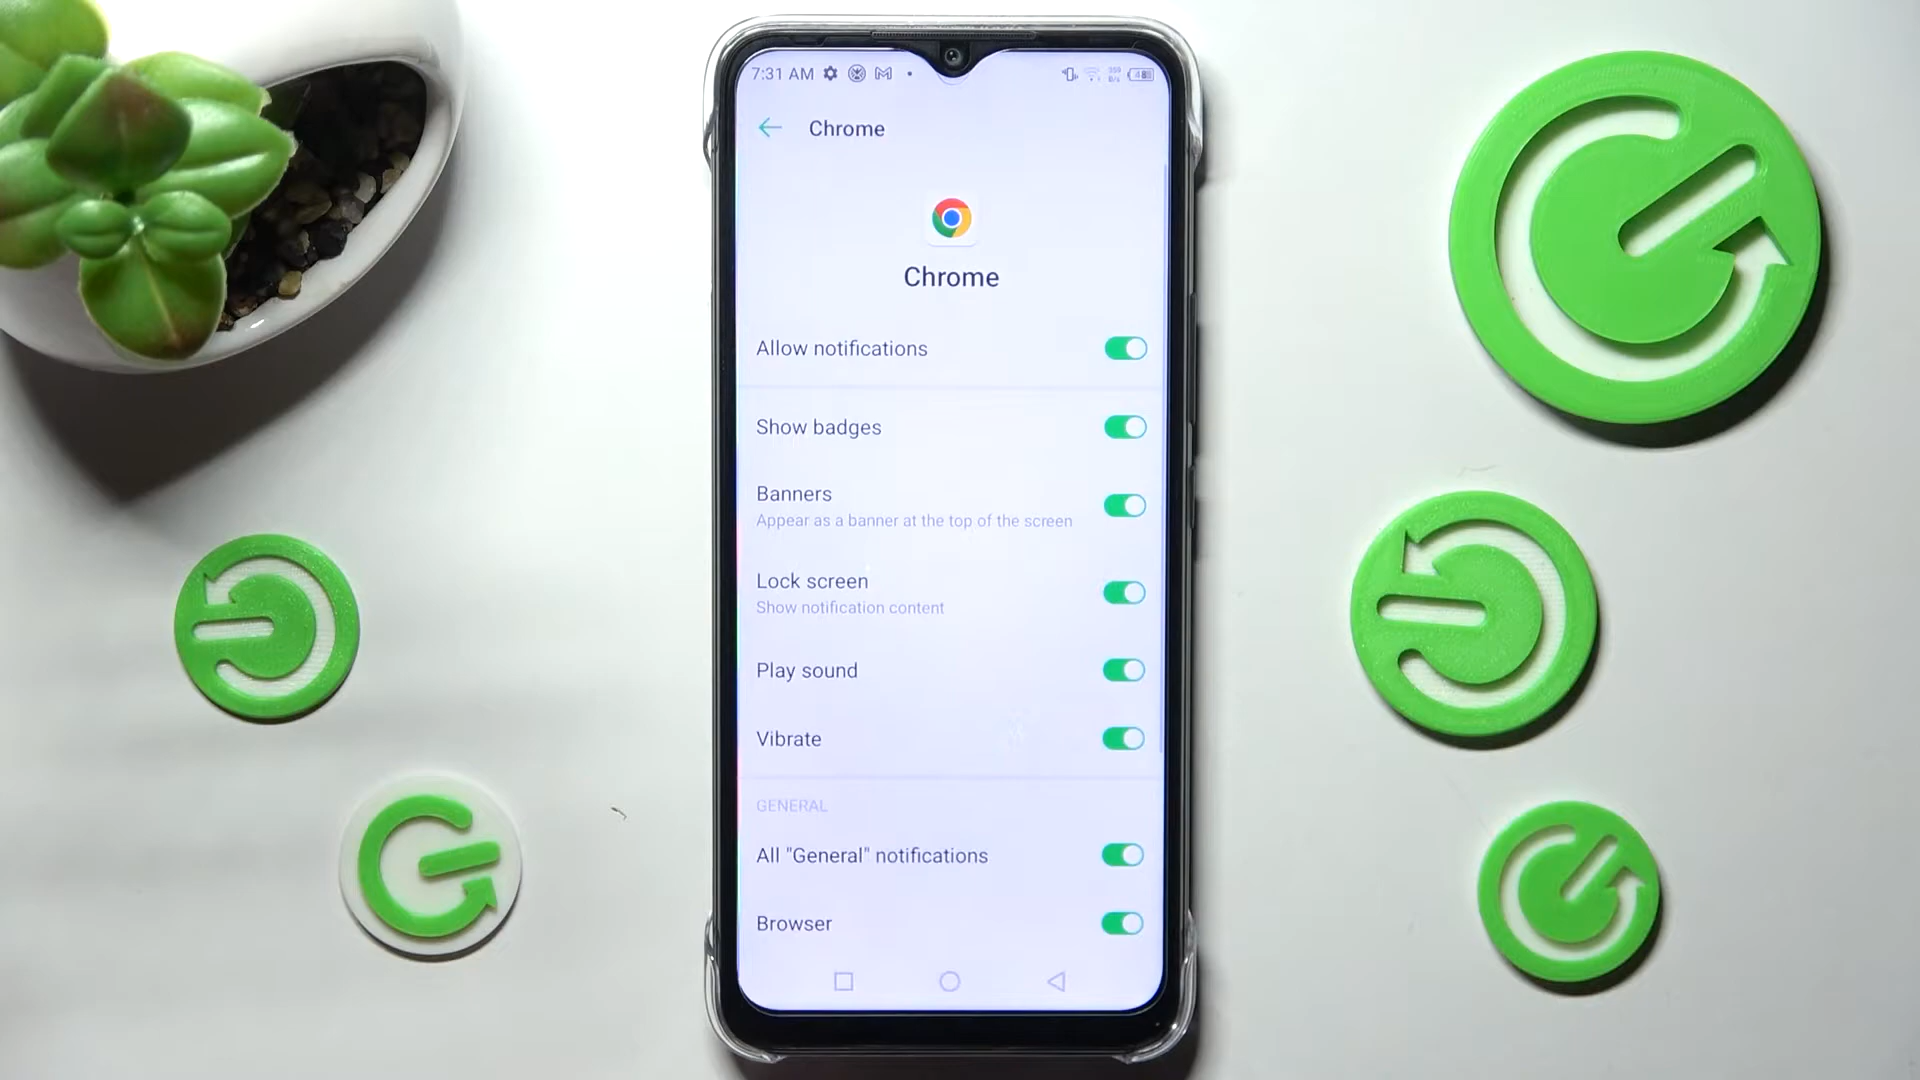 7:31 AM
Chrome
Chrome
Allow notifications
Show badges
Banners
Appear as a banner at the top of the screen
Lock screen
Show notification content
Play sound
Vibrate
GENERAL
All "General" notifications
Browser